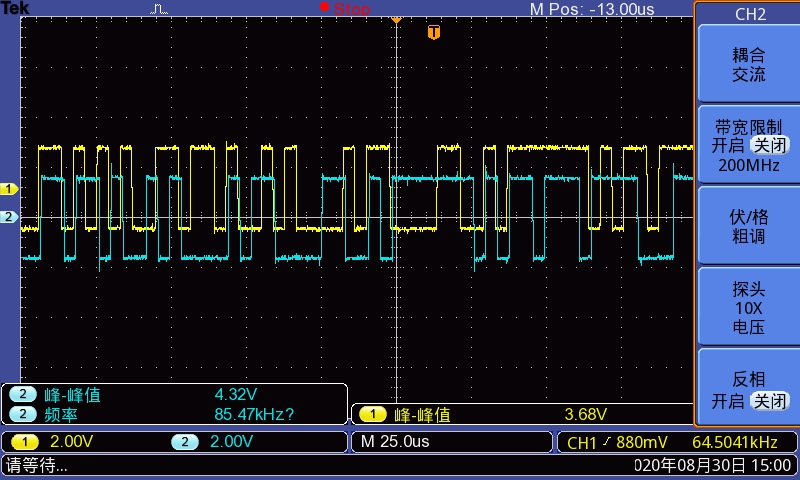 Tek Stop M Pos: -13.00us CH2
T
耦合
交流
带宽限制
开启 关闭
200MHz
1
2
伏/格
粗调
探头
10X
电压
反相
开启 关闭
2 峰-峰值 4.32V
2 频率 85.47kHz?
1 峰-峰值 3.68V
1 2.00V 2 2.00V M 25.0us CH1 880mV 64.5041kHz
请等待... 020年08月30日 15:00